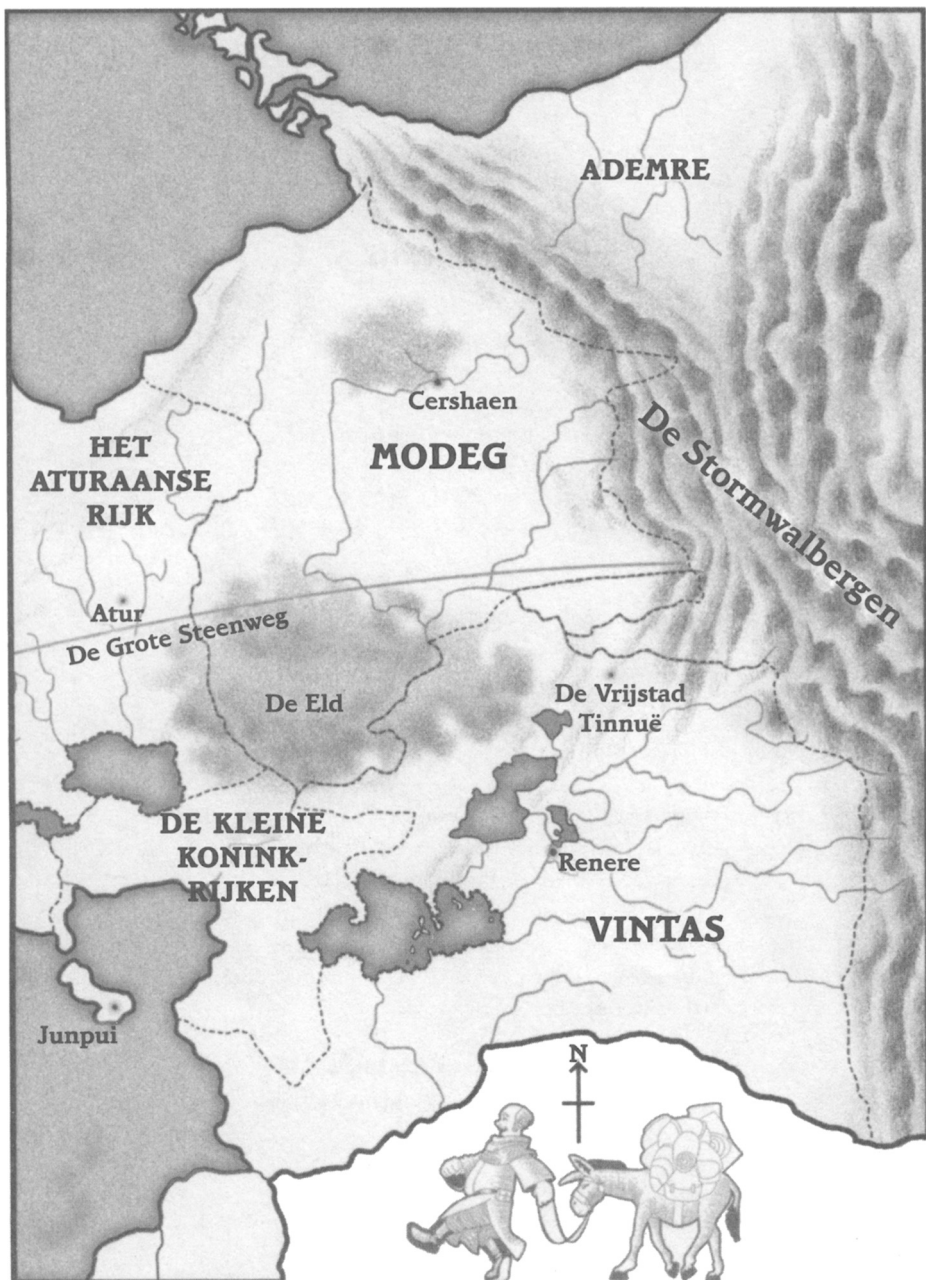 ADEMRE
Cershaen
MODEG
HET
ATURAANSE
RIJK
De Stormwalbergen
Atur
De Grote Steenweg
De Eld
De Vrijstad
Tinnuë
DE KLEINE
KONINK-
RIJKEN
Renere
VINTAS
Junpui
N